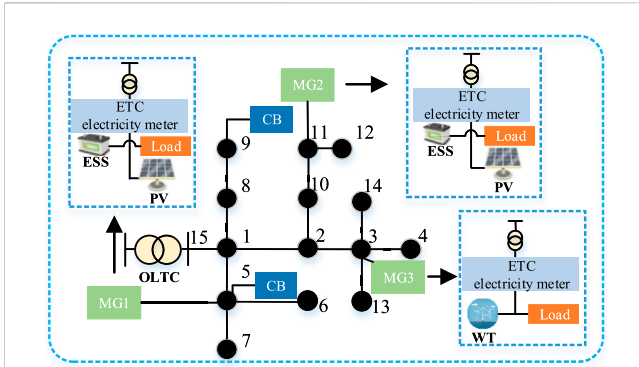 ETC
electricity meter
ESS
Load
PV
MG2
CB
9
11
12
ETC
electricity meter
ESS
Load
PV
8
10
14
15
1
2
3
4
OLTC
5
CB
MG3
MG1
6
13
7
ETC
electricity meter
WT
Load